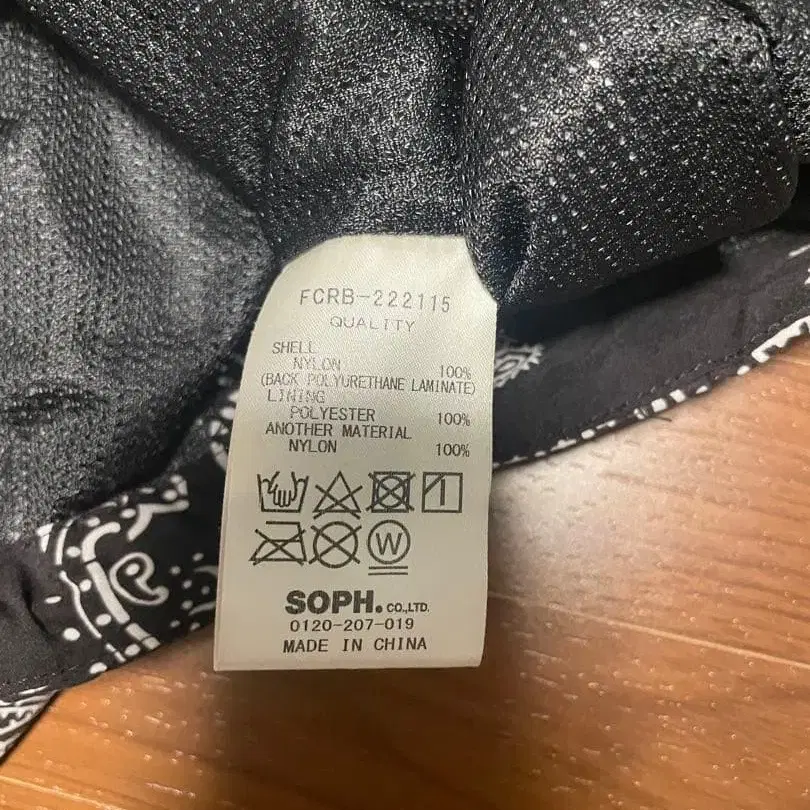 FCRB-222115
QUALITY
SHELL
NYLON 100%
(BACK POLYURETHANE LAMINATE)
LINING
POLYESTER 100%
ANOTHER MATERIAL
NYLON 100%
W
SOPH. CO.,LTD.
0120-207-019
MADE IN CHINA